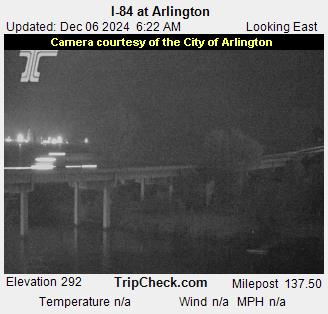 I-84 at Arlington
Updated: Dec 06 2024 6:22 AM Looking East
Camera courtesy of the City of Arlington
Elevation 292 TripCheck.com Milepost 137.50
Temperature n/a Wind n/a MPH n/a